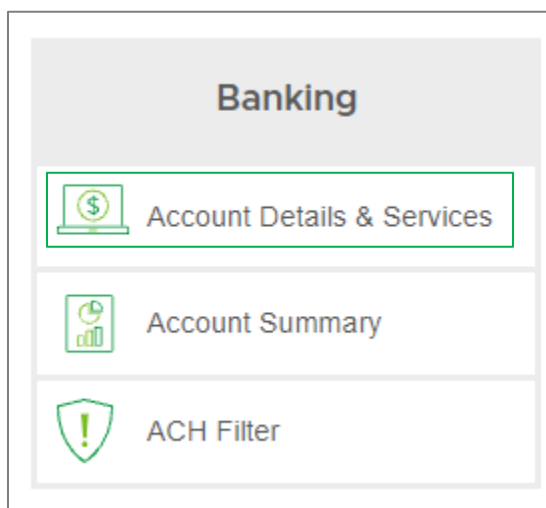 Banking
$
Account Details & Services
Account Summary
!
ACH Filter